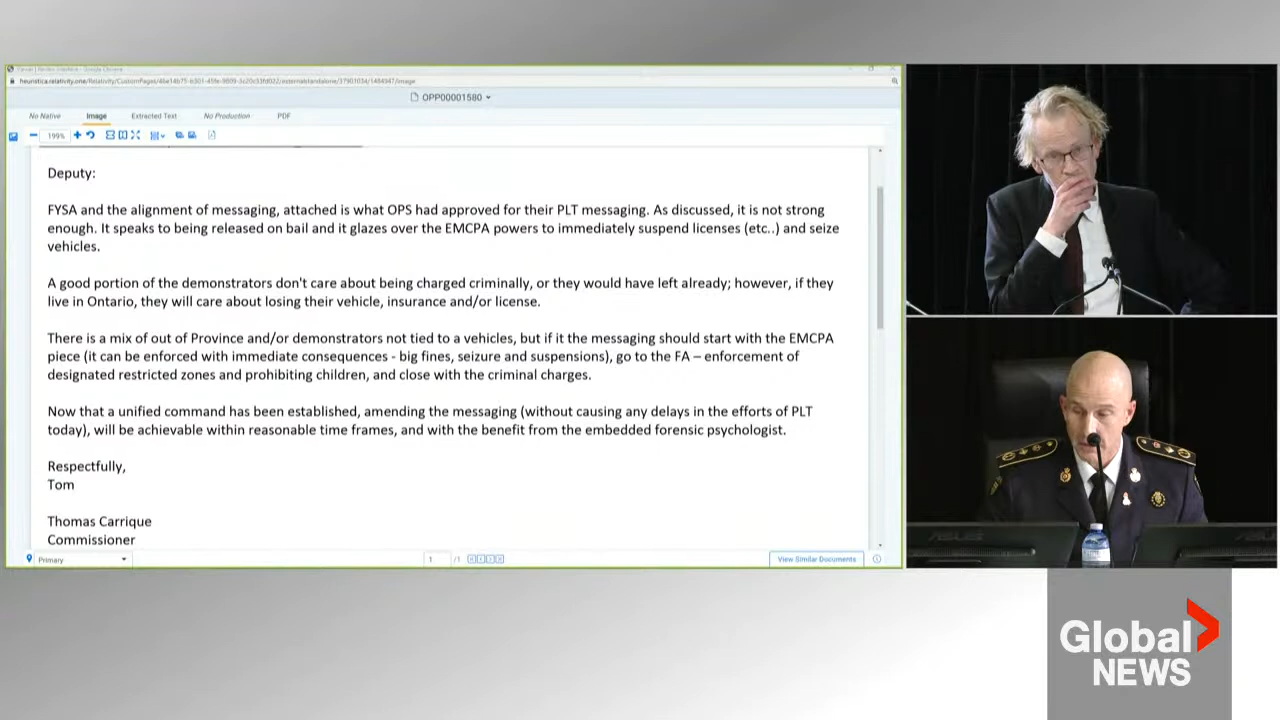 OPP00001580
No Native Image Extracted Text No Production PDF
199%
Deputy:
FYSA and the alignment of messaging, attached is what OPS had approved for their PLT messaging. As discussed, it is not strong
enough. It speaks to being released on bail and it glazes over the EMCPA powers to immediately suspend licenses (etc..) and seize
vehicles.
A good portion of the demonstrators don't care about being charged criminally, or they would have left already; however, if they
live in Ontario, they will care about losing their vehicle, insurance and/or license.
There is a mix of out of Province and/or demonstrators not tied to a vehicles, but if it the messaging should start with the EMCPA
piece (it can be enforced with immediate consequences - big fines, seizure and suspensions), go to the FA – enforcement of
designated restricted zones and prohibiting children, and close with the criminal charges.
Now that a unified command has been established, amending the messaging (without causing any delays in the efforts of PLT
today), will be achievable within reasonable time frames, and with the benefit from the embedded forensic psychologist.
Respectfully,
Tom
Thomas Carrique
Commissioner
Primary
1 /1
View Similar Documents
ASUS
Global
NEWS